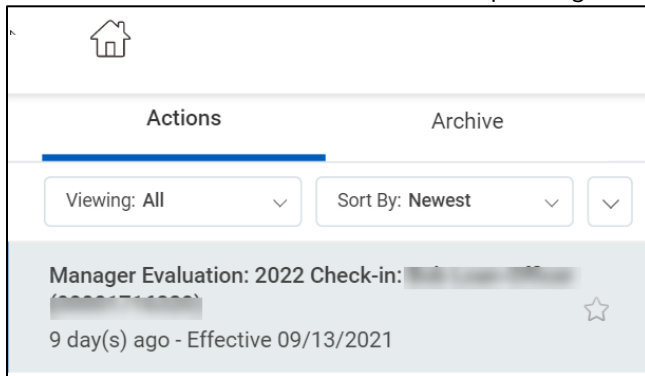 Actions
Archive
Viewing: All
Sort By: Newest
Manager Evaluation: 2022 Check-in:
9 day(s) ago - Effective 09/13/2021